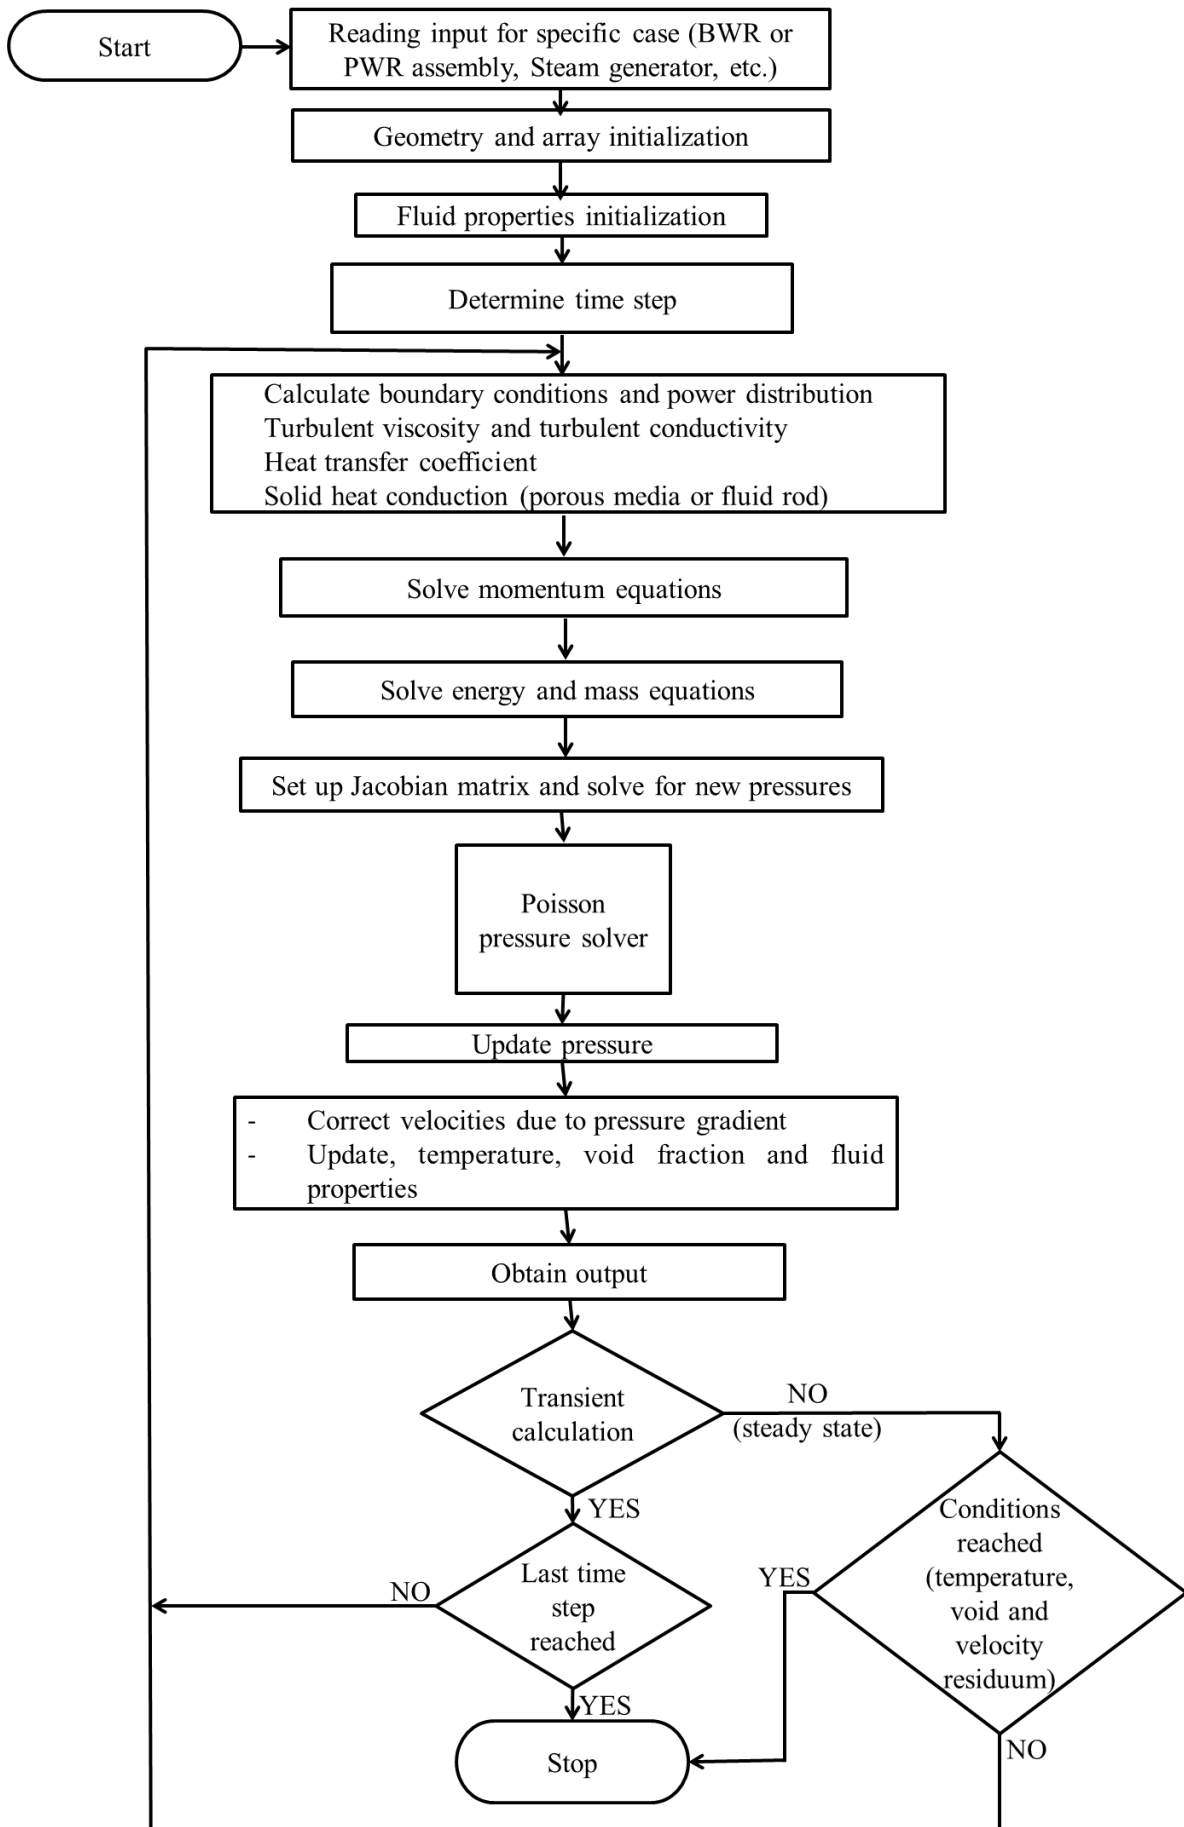 Start
Reading input for specific case (BWR or
PWR assembly, Steam generator, etc.)
Geometry and array initialization
Fluid properties initialization
Determine time step
Calculate boundary conditions and power distribution
Turbulent viscosity and turbulent conductivity
Heat transfer coefficient
Solid heat conduction (porous media or fluid rod)
Solve momentum equations
Solve energy and mass equations
Set up Jacobian matrix and solve for new pressures
Poisson
pressure solver
Update pressure
- Correct velocities due to pressure gradient
- Update, temperature, void fraction and fluid
properties
Obtain output
Transient
calculation
NO
(steady state)
YES
Conditions
reached
(temperature,
void and
velocity
residuum)
YES
NO
Last time
step
reached
NO
YES
Stop